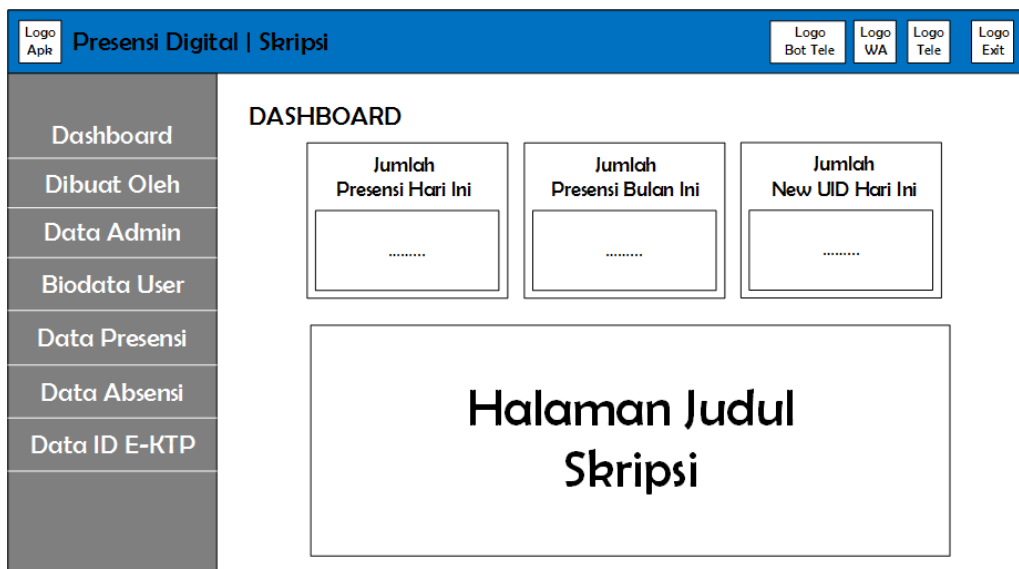 Logo
Apk
Presensi Digital | Skripsi
Logo
Bot Tele
Logo
WA
Logo
Tele
Logo
Exit
Dashboard
Dibuat Oleh
Data Admin
Biodata User
Data Presensi
Data Absensi
Data ID E-KTP
DASHBOARD
Jumlah
Presensi Hari Ini
.........
Jumlah
Presensi Bulan Ini
.........
Jumlah
New UID Hari Ini
.........
Halaman Judul
Skripsi